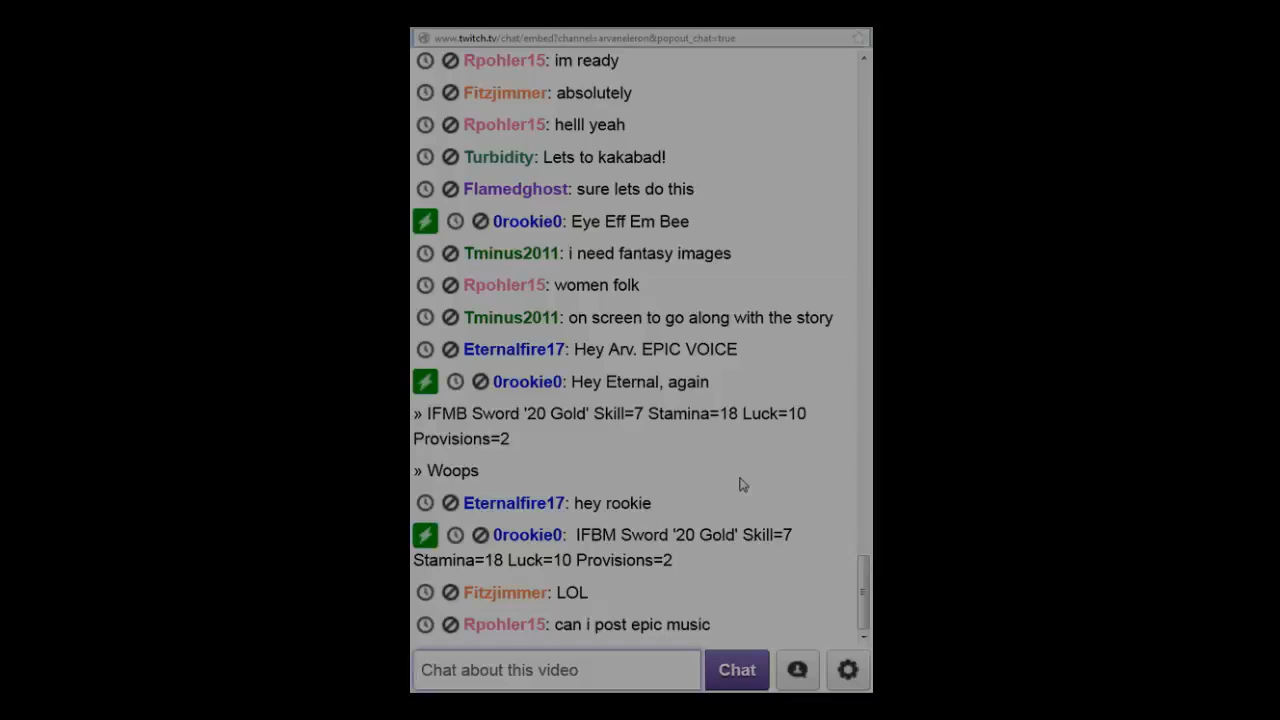 www.twitch.tv/chat/embed?channel=arvaneleron&popout_chat=true
Rpohler15: im ready
Fitzjimmer: absolutely
Rpohler15: helll yeah
Turbidity: Lets to kakabad!
Flamedghost: sure lets do this
0rookie0: Eye Eff Em Bee
Tminus2011: i need fantasy images
Rpohler15: women folk
Tminus2011: on screen to go along with the story
Eternalfire17: Hey Arv. EPIC VOICE
0rookie0: Hey Eternal, again
» IFMB Sword '20 Gold' Skill=7 Stamina=18 Luck=10
Provisions=2
» Woops
Eternalfire17: hey rookie
0rookie0: IFBM Sword '20 Gold' Skill=7
Stamina=18 Luck=10 Provisions=2
Fitzjimmer: LOL
Rpohler15: can i post epic music
Chat about this video Chat